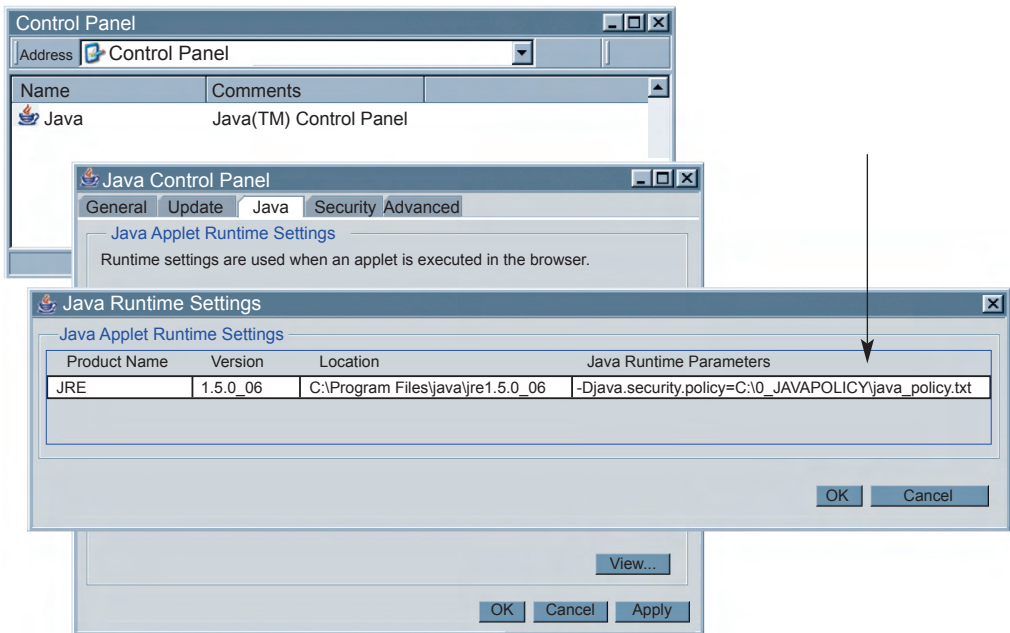 Control Panel
Address Control Panel
Name Comments
Java Java(TM) Control Panel
Java Control Panel
General Update Java Security Advanced
Java Applet Runtime Settings
Runtime settings are used when an applet is executed in the browser.
Java Runtime Settings
Java Applet Runtime Settings
Product Name Version Location Java Runtime Parameters
JRE 1.5.0_06 C:\Program Files\java\jre1.5.0_06 -Djava.security.policy=C:\0_JAVAPOLICY\java_policy.txt
OK Cancel
View...
OK Cancel Apply